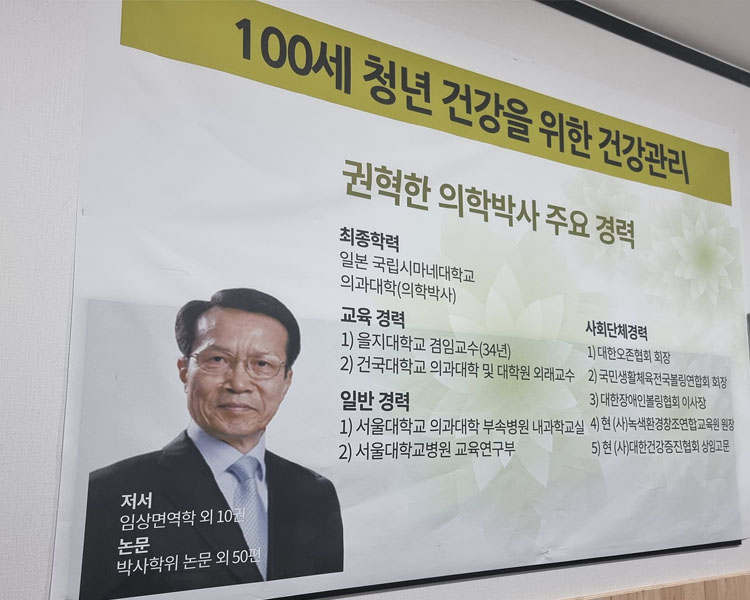 100세 청년 건강을 위한 건강관리
권혁한 의학박사 주요 경력
최종학력
일본 국립시마네대학교
의과대학(의학박사)
교육 경력
1) 을지대학교 겸임교수(34년)
2) 건국대학교 의과대학 및 대학원 외래교수
일반 경력
1) 서울대학교 의과대학 부속병원 내과학교실
2) 서울대학교병원 교육연구부
사회단체경력
1) 대한오존협회 회장
2) 국민생활체육전국볼링연합회 회장
3) 대한장애인볼링협회 이사장
4) 현 (사)녹색환경창조연합교육원 원장
5) 현 (사)대한건강증진협회 상임고문
저서
임상면역학 외 10권
논문
박사학위 논문 외 50편